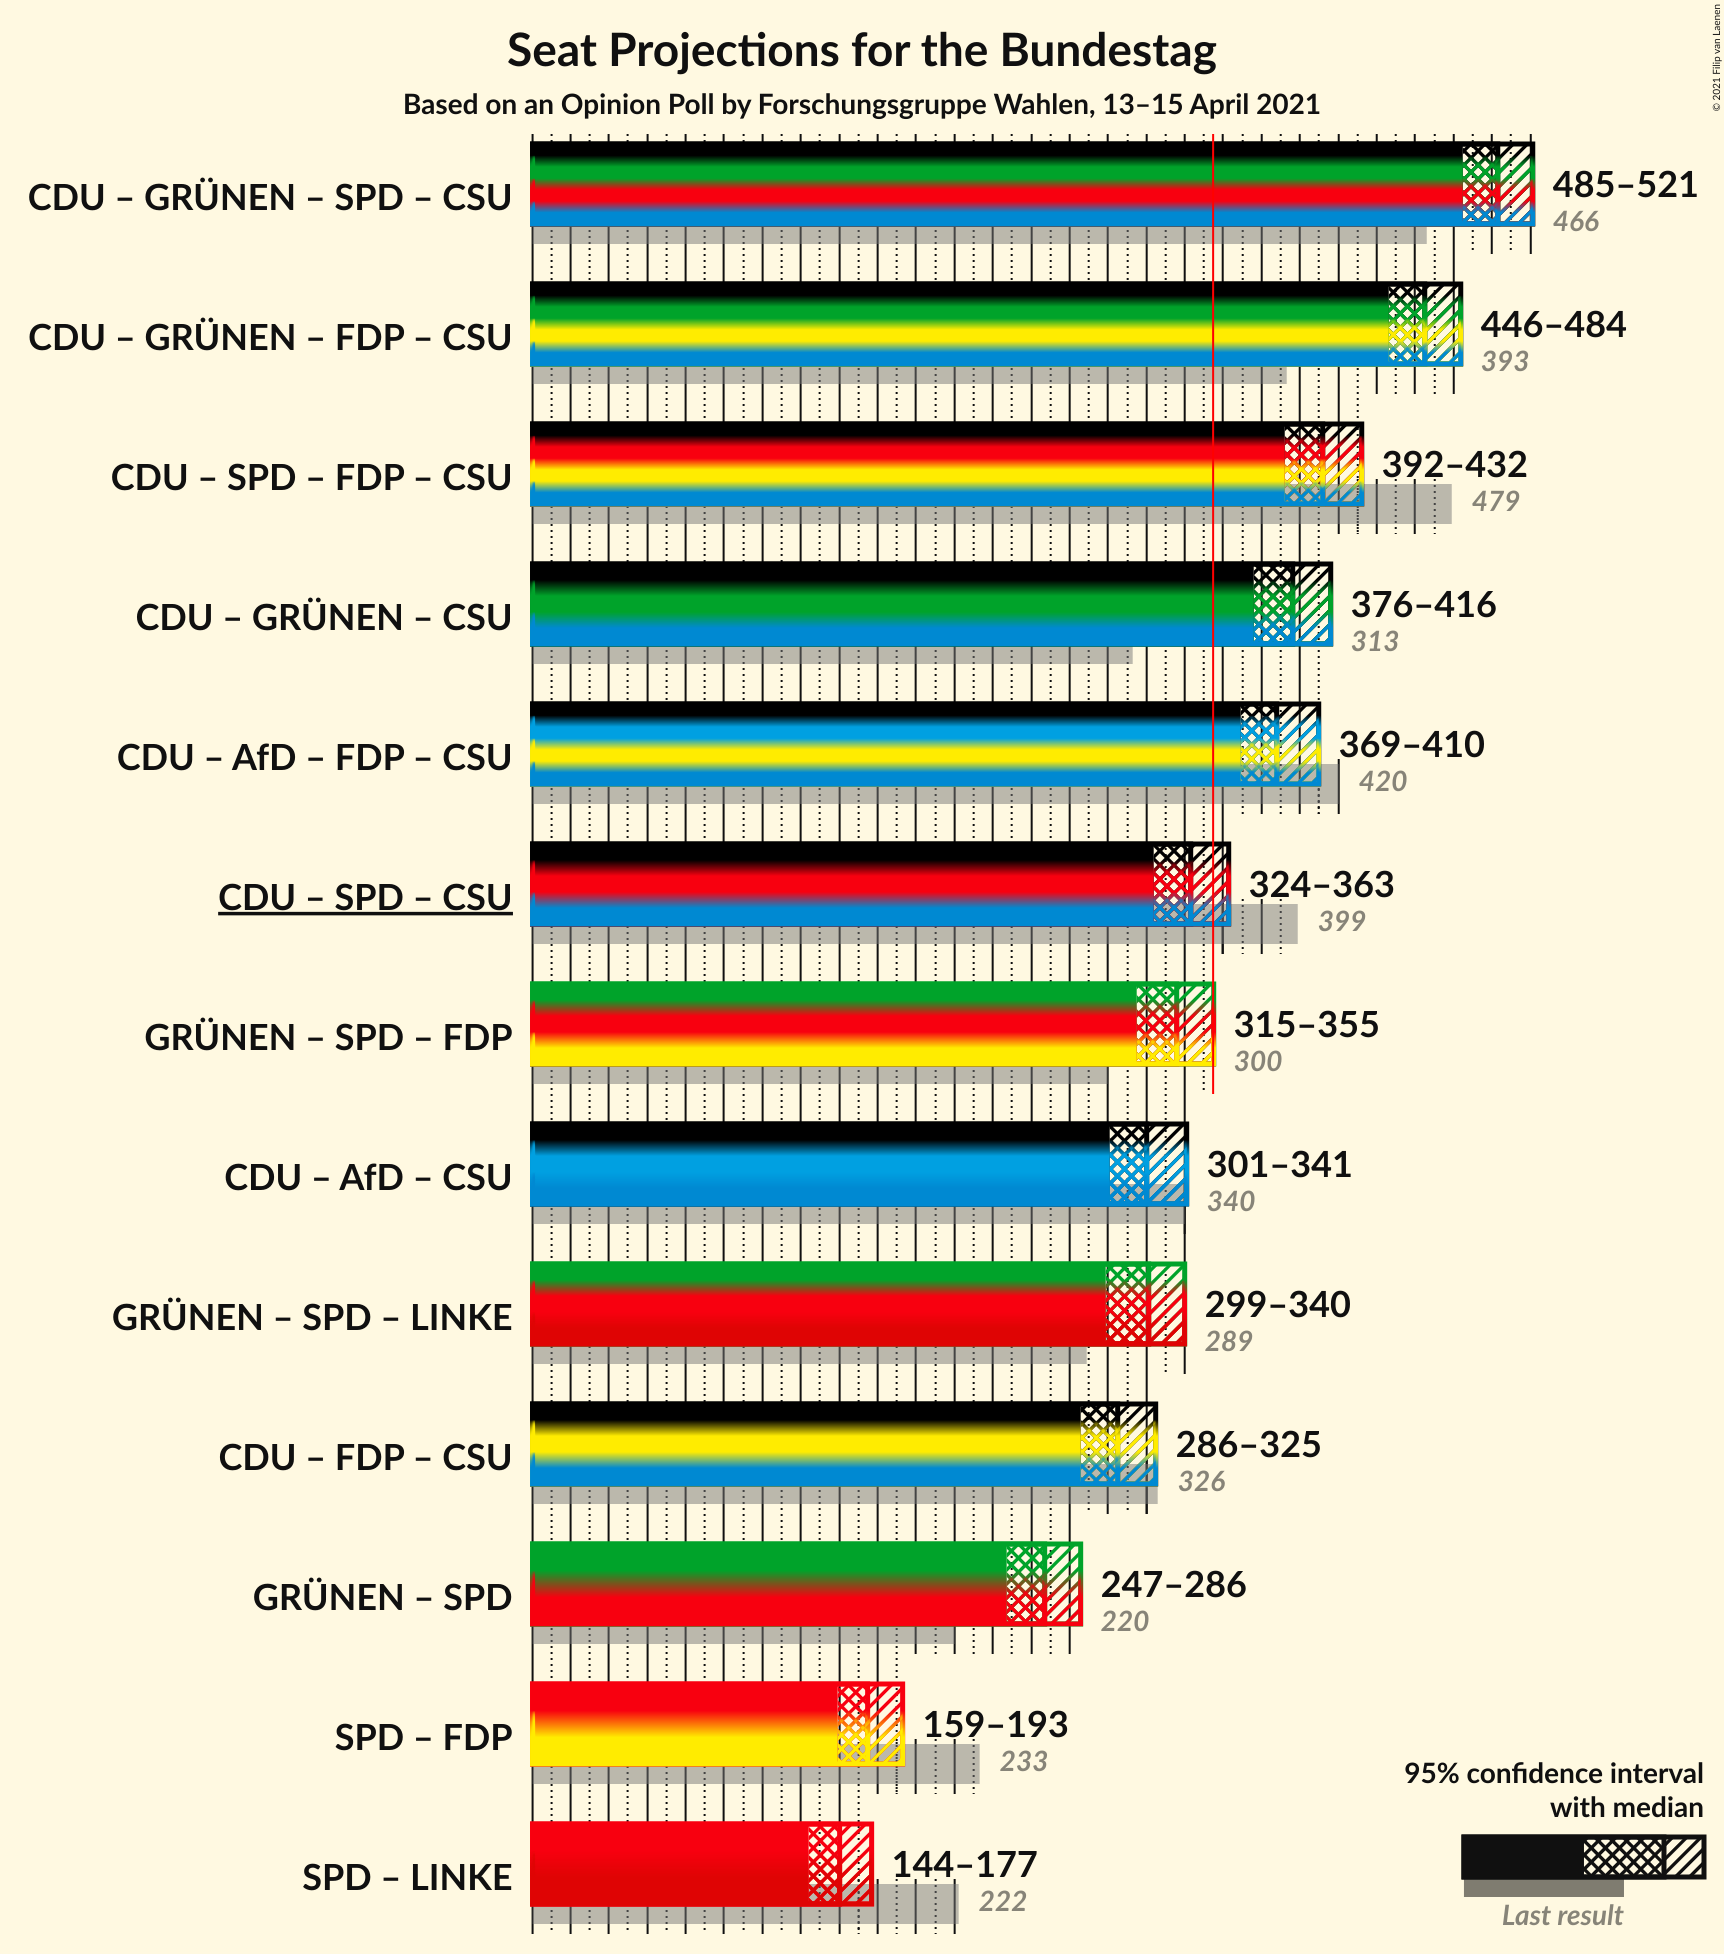 Seat Projections for the Bundestag
Based on an Opinion Poll by Forschungsgruppe Wahlen, 13–15 April 2021
© 2021 Filip van Laenen
CDU – GRÜNEN – SPD – CSU
485–521
466
CDU – GRÜNEN – FDP – CSU
446–484
393
CDU – SPD – FDP – CSU
392–432
479
CDU – GRÜNEN – CSU
376–416
313
CDU – AfD – FDP – CSU
369–410
420
CDU – SPD – CSU
324–363
399
GRÜNEN – SPD – FDP
315–355
300
CDU – AfD – CSU
301–341
340
GRÜNEN – SPD – LINKE
299–340
289
CDU – FDP – CSU
286–325
326
GRÜNEN – SPD
247–286
220
SPD – FDP
159–193
233
SPD – LINKE
144–177
222
95% confidence interval
with median
Last result